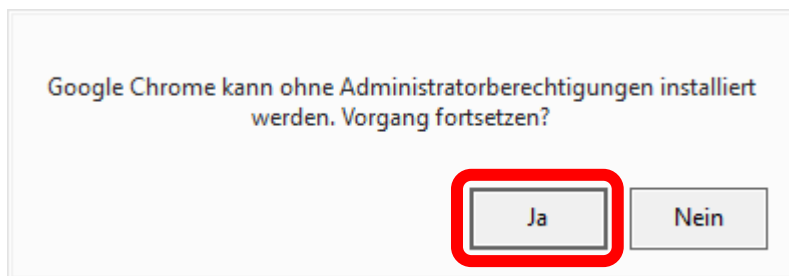 Google Chrome kann ohne Administratorberechtigungen installiert
werden. Vorgang fortsetzen?
Ja
Nein